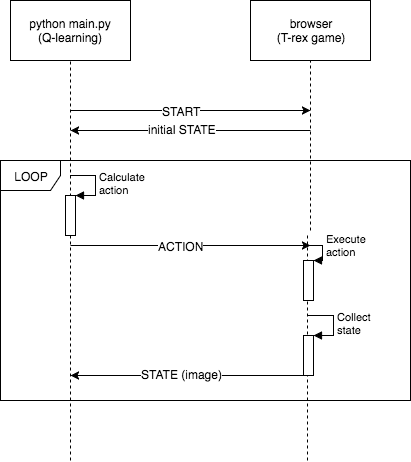 python main.py
(Q-learning)
browser
(T-rex game)
START
initial STATE
LOOP
Calculate
action
ACTION
Execute
action
Collect
state
STATE (image)